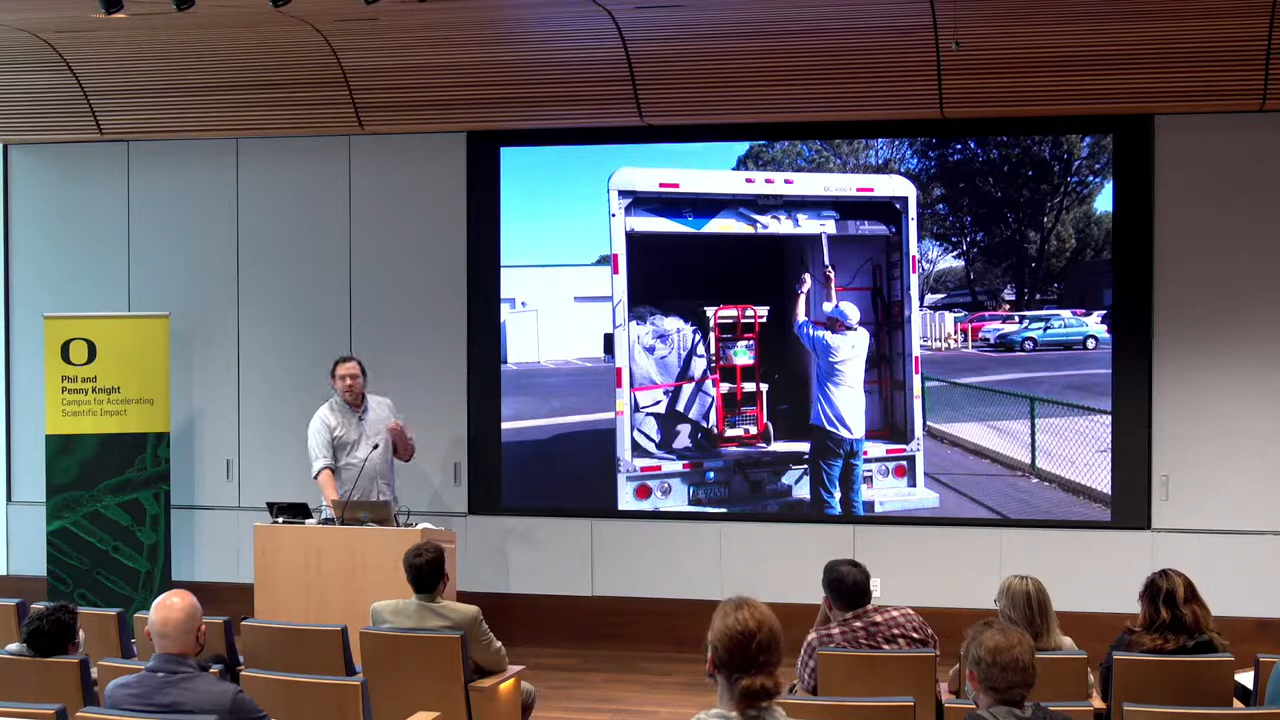 O
Phil and
Penny Knight
Campus for Accelerating
Scientific Impact